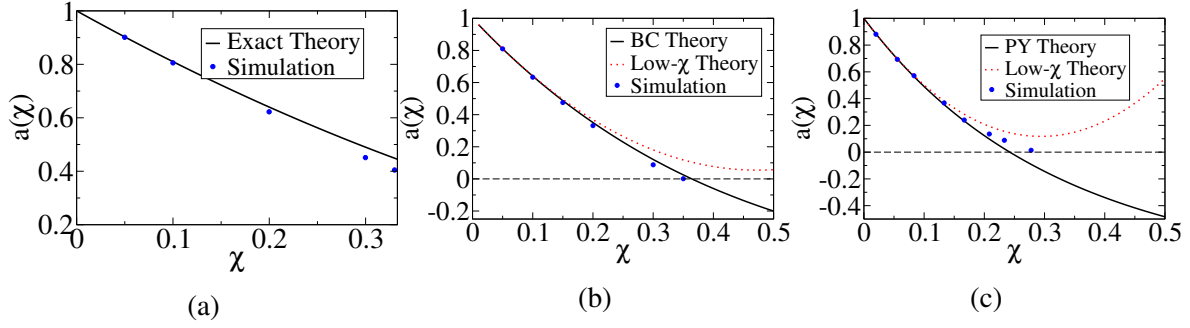 1
0.8
0.6
0.4
0.2
a(χ)
Exact Theory
Simulation
0
0.1
0.2
0.3
χ
(a)
1
0.8
0.6
0.4
0.2
0
-0.2
a(χ)
BC Theory
Low-χ Theory
Simulation
0
0.1
0.2
0.3
0.4
0.5
χ
(b)
1
0.8
0.6
0.4
0.2
0
-0.2
-0.4
a(χ)
PY Theory
Low-χ Theory
Simulation
0
0.1
0.2
0.3
0.4
0.5
χ
(c)